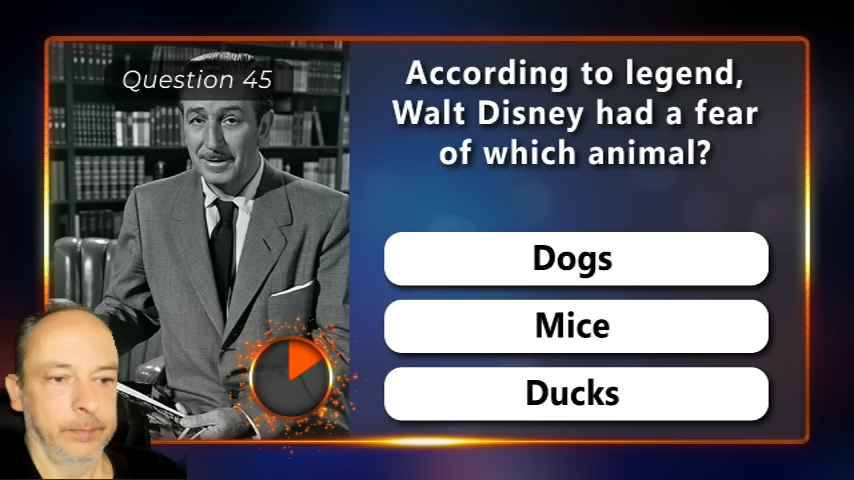 Question 45
According to legend,
Walt Disney had a fear
of which animal?
Dogs
Mice
Ducks